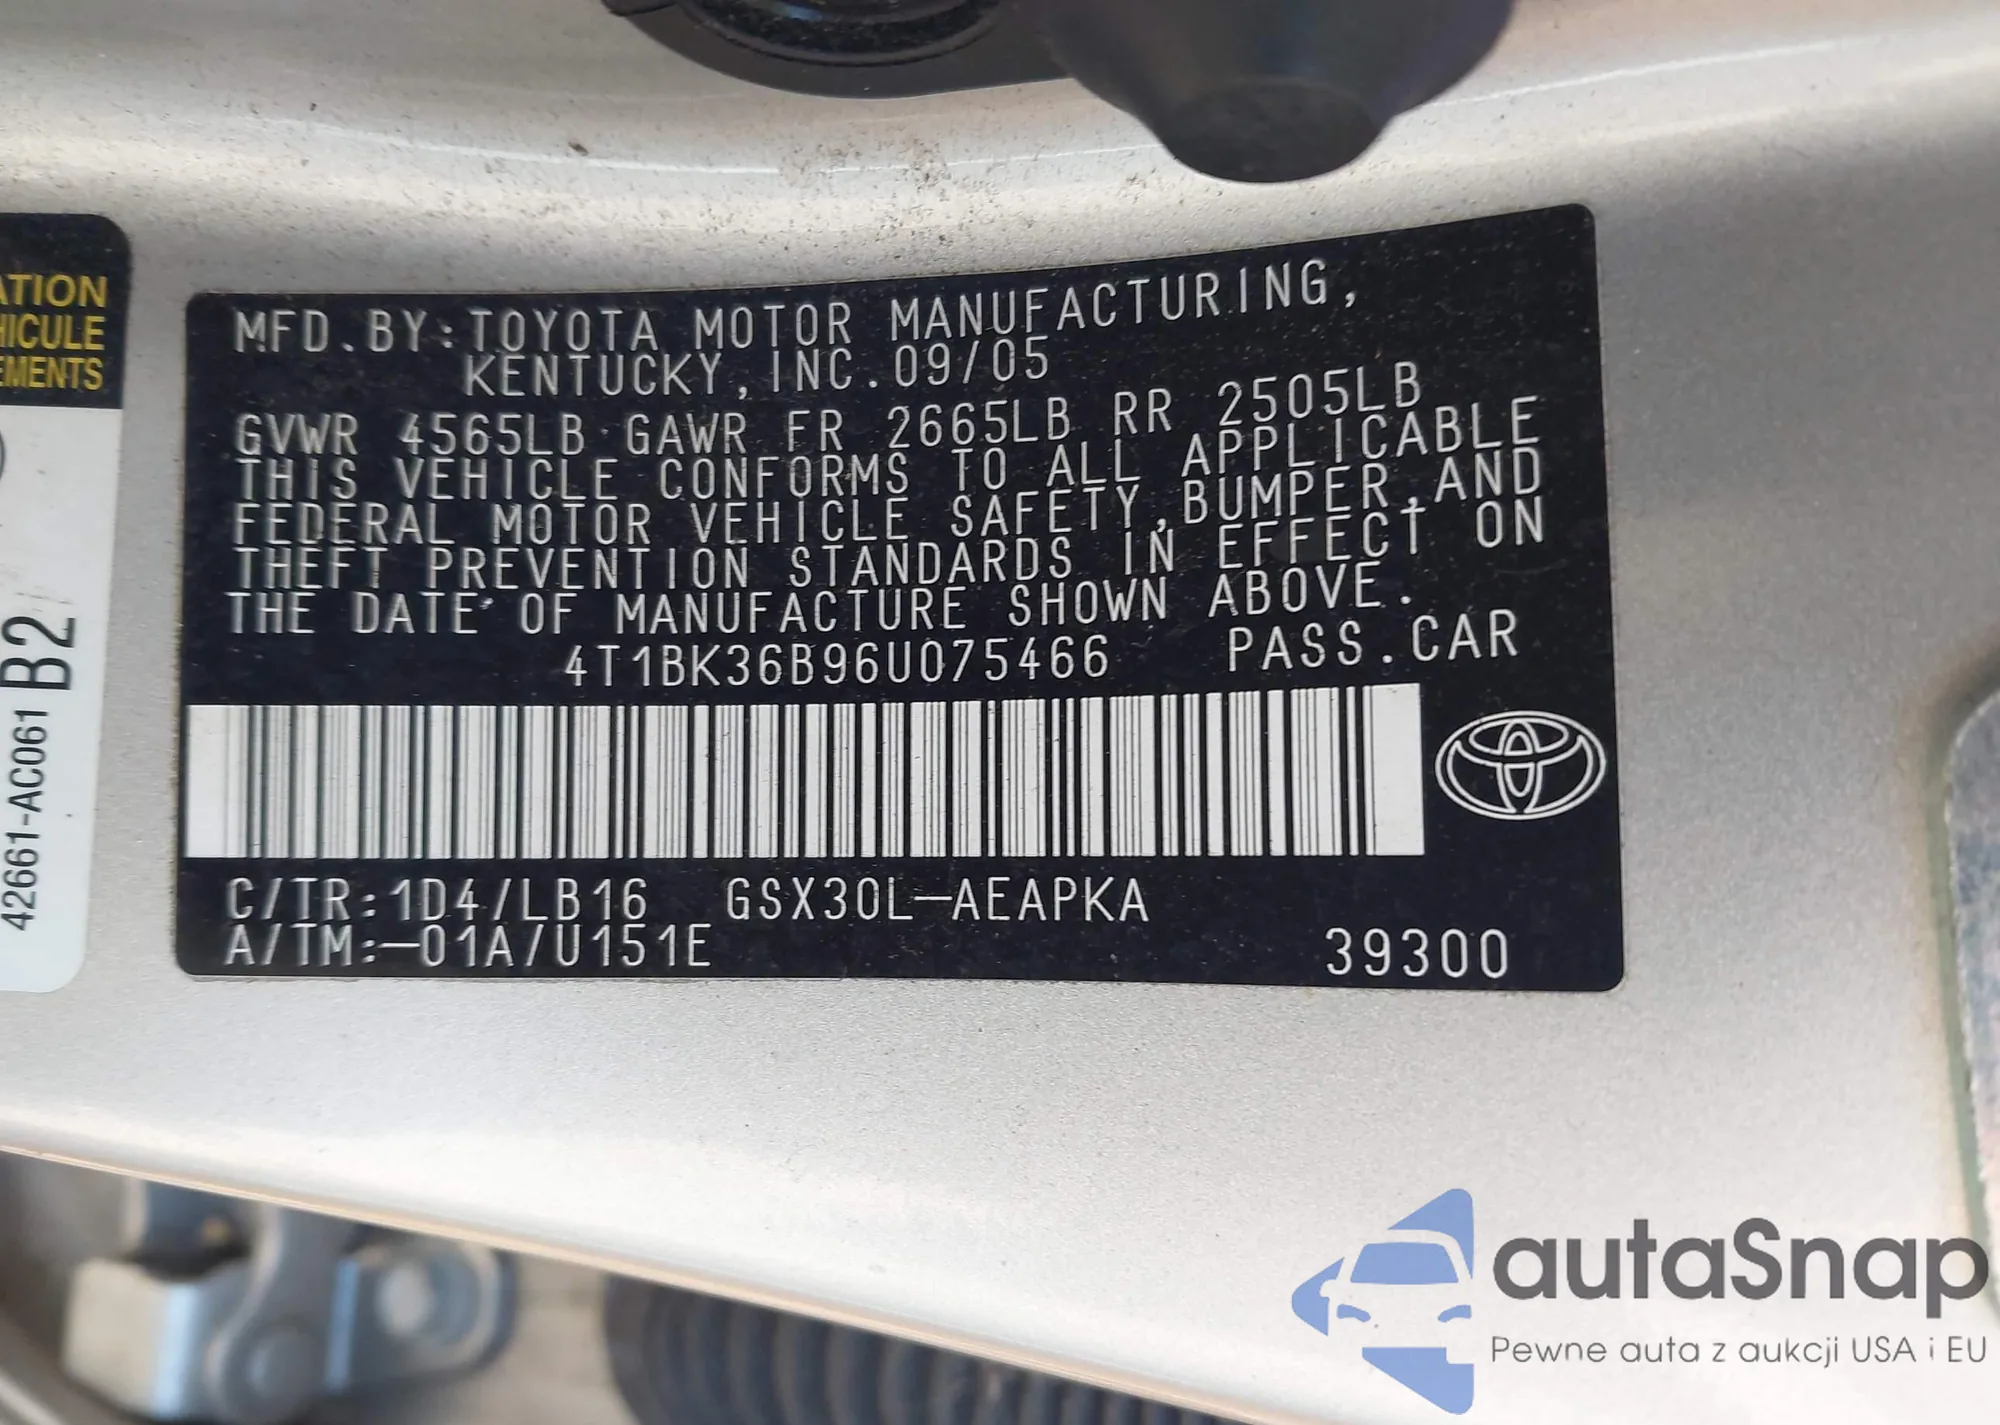 ATION
HICULE
EMENTS
B2
42661-AC061
MFD.BY:TOYOTA MOTOR MANUFACTURING,
KENTUCKY,INC.09/05
GVWR 4565LB GAWR FR 2665LB RR 2505LB
THIS VEHICLE CONFORMS TO ALL APPLICABLE
FEDERAL MOTOR VEHICLE SAFETY,BUMPER,AND
THEFT PREVENTION STANDARDS IN EFFECT ON
THE DATE OF MANUFACTURE SHOWN ABOVE.
4T1BK36B96U075466 PASS.CAR
C/TR:1D4/LB16 GSX30L-AEAPKA
A/TM:-01A/U151E 39300
autaSnap
Pewne auta z aukcji USA i EU